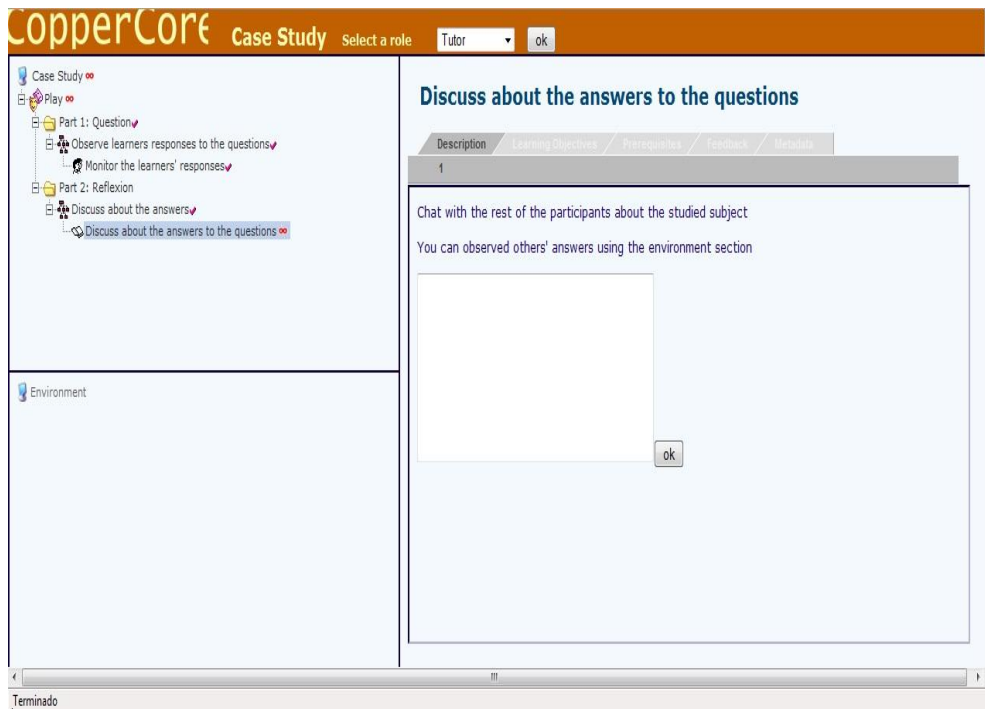 CopperCore Case Study Select a role Tutor ok
Case Study
Play
Part 1: Question
Observe learners responses to the questions
Monitor the learners' responses
Part 2: Reflexion
Discuss about the answers
Discuss about the answers to the questions
Environment
Discuss about the answers to the questions
Description Learning Objectives Prerequisites Feedback Metadata
1
Chat with the rest of the participants about the studied subject
You can observed others' answers using the environment section
ok
Terminado